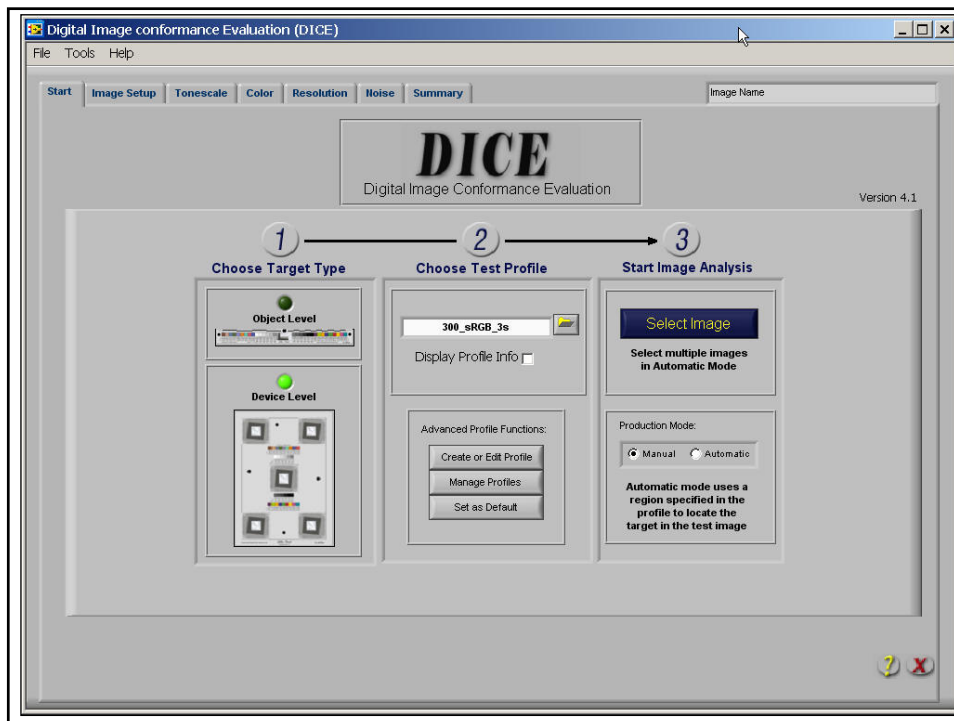 Digital Image conformance Evaluation (DICE)
File Tools Help
Start Image Setup Tonescale Color Resolution Noise Summary
Image Name
DICE
Digital Image Conformance Evaluation
Version 4.1
1 2 3
Choose Target Type Choose Test Profile Start Image Analysis
Object Level
Device Level
300_sRGB_3s
Display Profile Info
Advanced Profile Functions:
Create or Edit Profile
Manage Profiles
Set as Default
Select Image
Select multiple images
in Automatic Mode
Production Mode:
Manual Automatic
Automatic mode uses a
region specified in the
profile to locate the
target in the test image